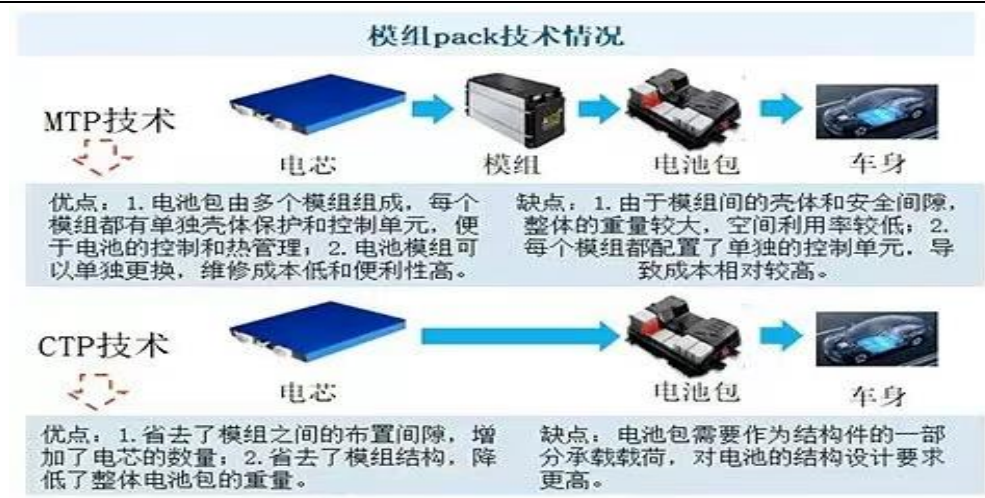 模组pack技术情况
MTP技术
电芯
模组
电池包
车身
优点：1.电池包由多个模组组成，每个
模组都有单独壳体保护和控制单元，便
于电池的控制和热管理；2.电池模组可
以单独更换，维修成本低和便利性高。
缺点：1.由于模组间的壳体和安全间隙，
整体的重量较大，空间利用率较低；2.
每个模组都配置了单独的控制单元，导
致成本相对较高。
CTP技术
电芯
电池包
车身
优点：1.省去了模组之间的布置间隙，增
加了电芯的数量；2.省去了模组结构，降
低了整体电池包的重量。
缺点：电池包需要作为结构件的一部
分承载载荷，对电池的结构设计要求
更高。